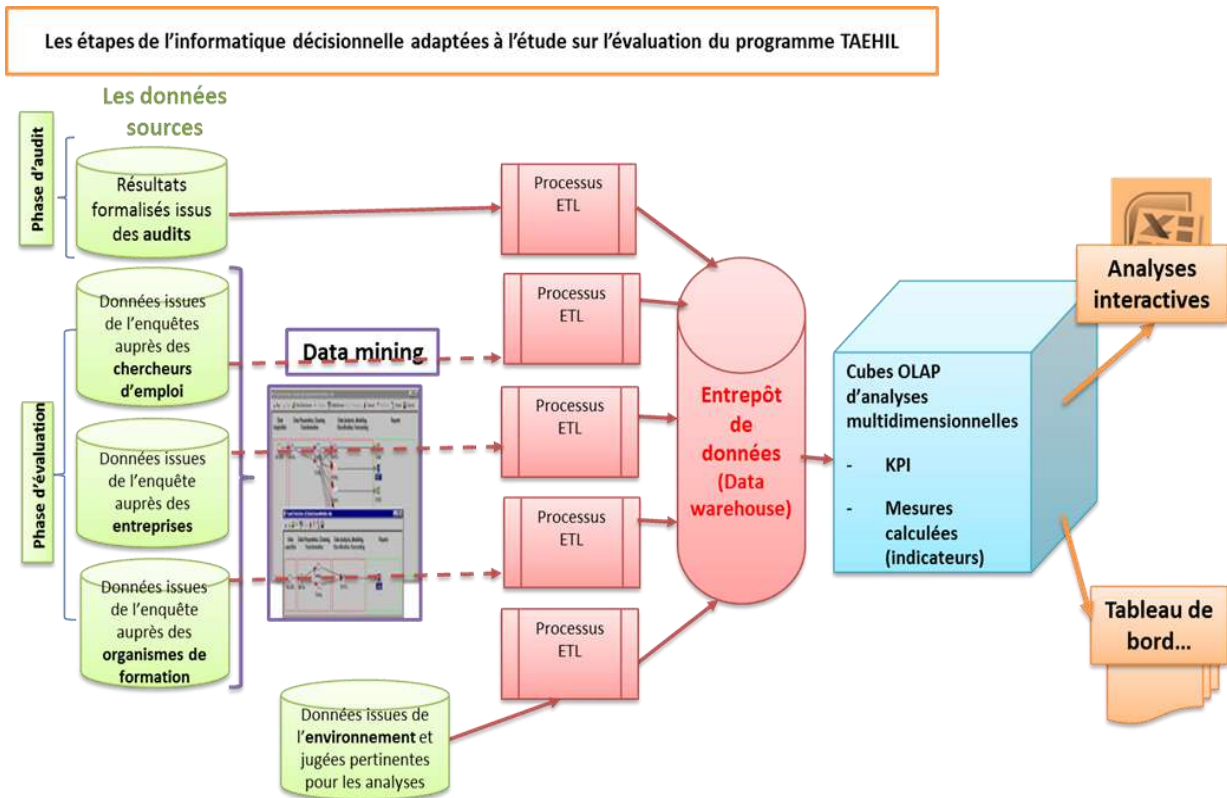 Les étapes de l'informatique décisionnelle adaptées à l'étude sur l'évaluation du programme TAEHIL
Les données
sources
Phase d'audit
Résultats
formalisés issus
des audits
Phase d'évaluation
Données issues
de l'enquêtes
auprès des
chercheurs
d'emploi
Données issues
de l'enquête
auprès des
entreprises
Données issues
de l'enquête
auprès des
organismes de
formation
Données issues de
l'environnement et
jugées pertinentes
pour les analyses
Data mining
Processus
ETL
Processus
ETL
Processus
ETL
Processus
ETL
Processus
ETL
Entrepôt
de
données
(Data
warehouse)
Cubes OLAP
d'analyses
multidimensionnelles
- KPI
- Mesures
calculées
(indicateurs)
Analyses
interactives
Tableau de
bord...